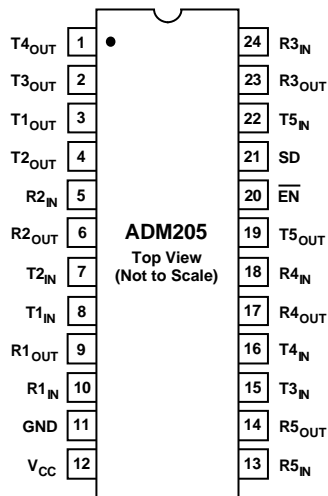 T4OUT 1 24 R3IN
T3OUT 2 23 R3OUT
T1OUT 3 22 T5IN
T2OUT 4 21 SD
R2IN 5 20 E̅N̅
R2OUT 6 ADM205 19 T5OUT
Top View
(Not to Scale)
T2IN 7 18 R4IN
T1IN 8 17 R4OUT
R1OUT 9 16 T4IN
R1IN 10 15 T3IN
GND 11 14 R5OUT
VCC 12 13 R5IN